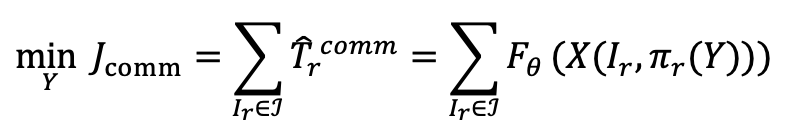 min_Y J_comm = ∑_{I_r∈ℐ} T̂_r^{comm} = ∑_{I_r∈ℐ} F_θ (X(I_r, π_r(Y)))